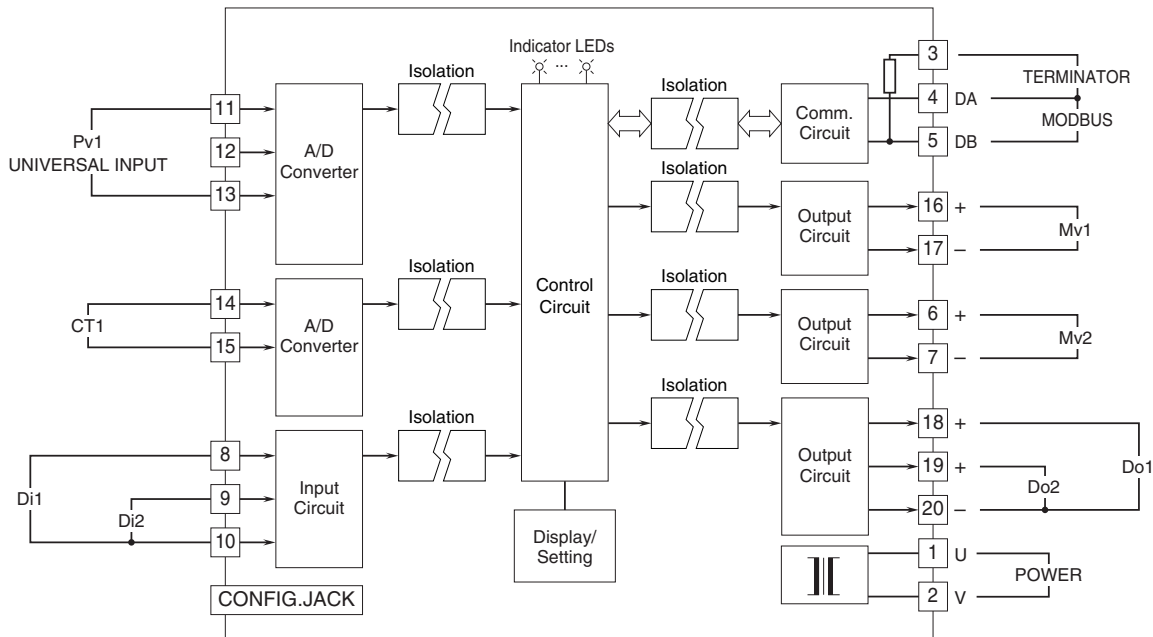 Indicator LEDs
...
Isolation
Isolation
3
TERMINATOR
11
4 DA
Pv1
A/D
Converter
Comm.
Circuit
MODBUS
12
5 DB
UNIVERSAL INPUT
13
Isolation
16 +
Output
Circuit
Mv1
17 –
Isolation
Control
Circuit
Isolation
14
6 +
CT1
A/D
Converter
Output
Circuit
Mv2
15
7 –
Isolation
Isolation
18 +
8
Di1
Input
Circuit
Output
Circuit
19 +
Do1
9
Do2
Di2
20 –
10
Display/
Setting
1 U
POWER
CONFIG.JACK
2 V